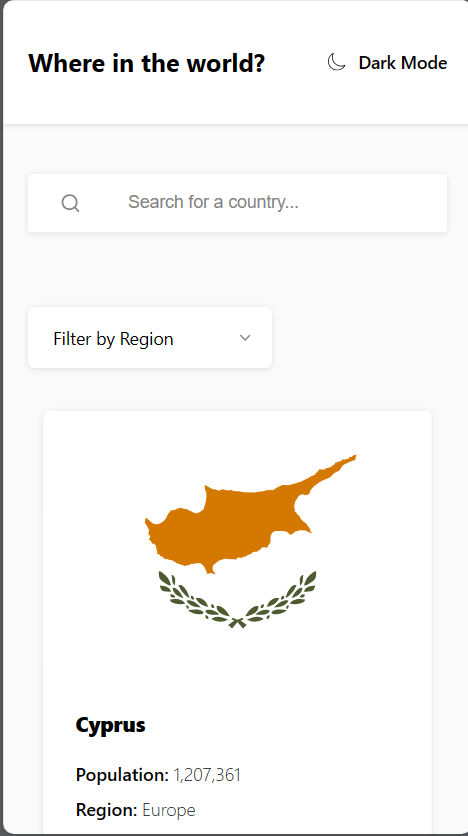 Where in the world?
Dark Mode
Search for a country...
Filter by Region
Cyprus
Population: 1,207,361
Region: Europe